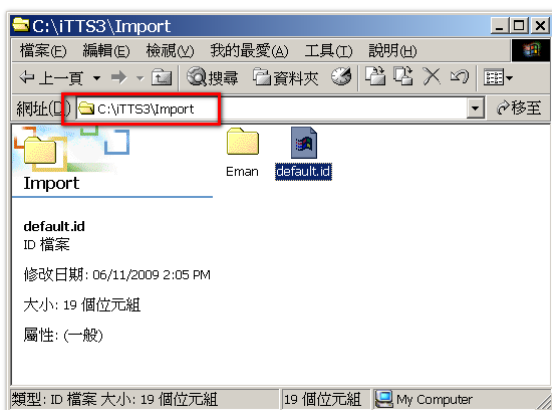 C:\iTTS3\Import
檔案(F) 編輯(E) 檢視(V) 我的最愛(A) 工具(T) 說明(H)
上一頁 搜尋 資料夾
網址(D) C:\iTTS3\Import 移至
Eman default.id
Import
default.id
ID 檔案
修改日期: 06/11/2009 2:05 PM
大小: 19 個位元組
屬性: (一般)
類型: ID 檔案 大小: 19 個位元組 19 個位元組 My Computer